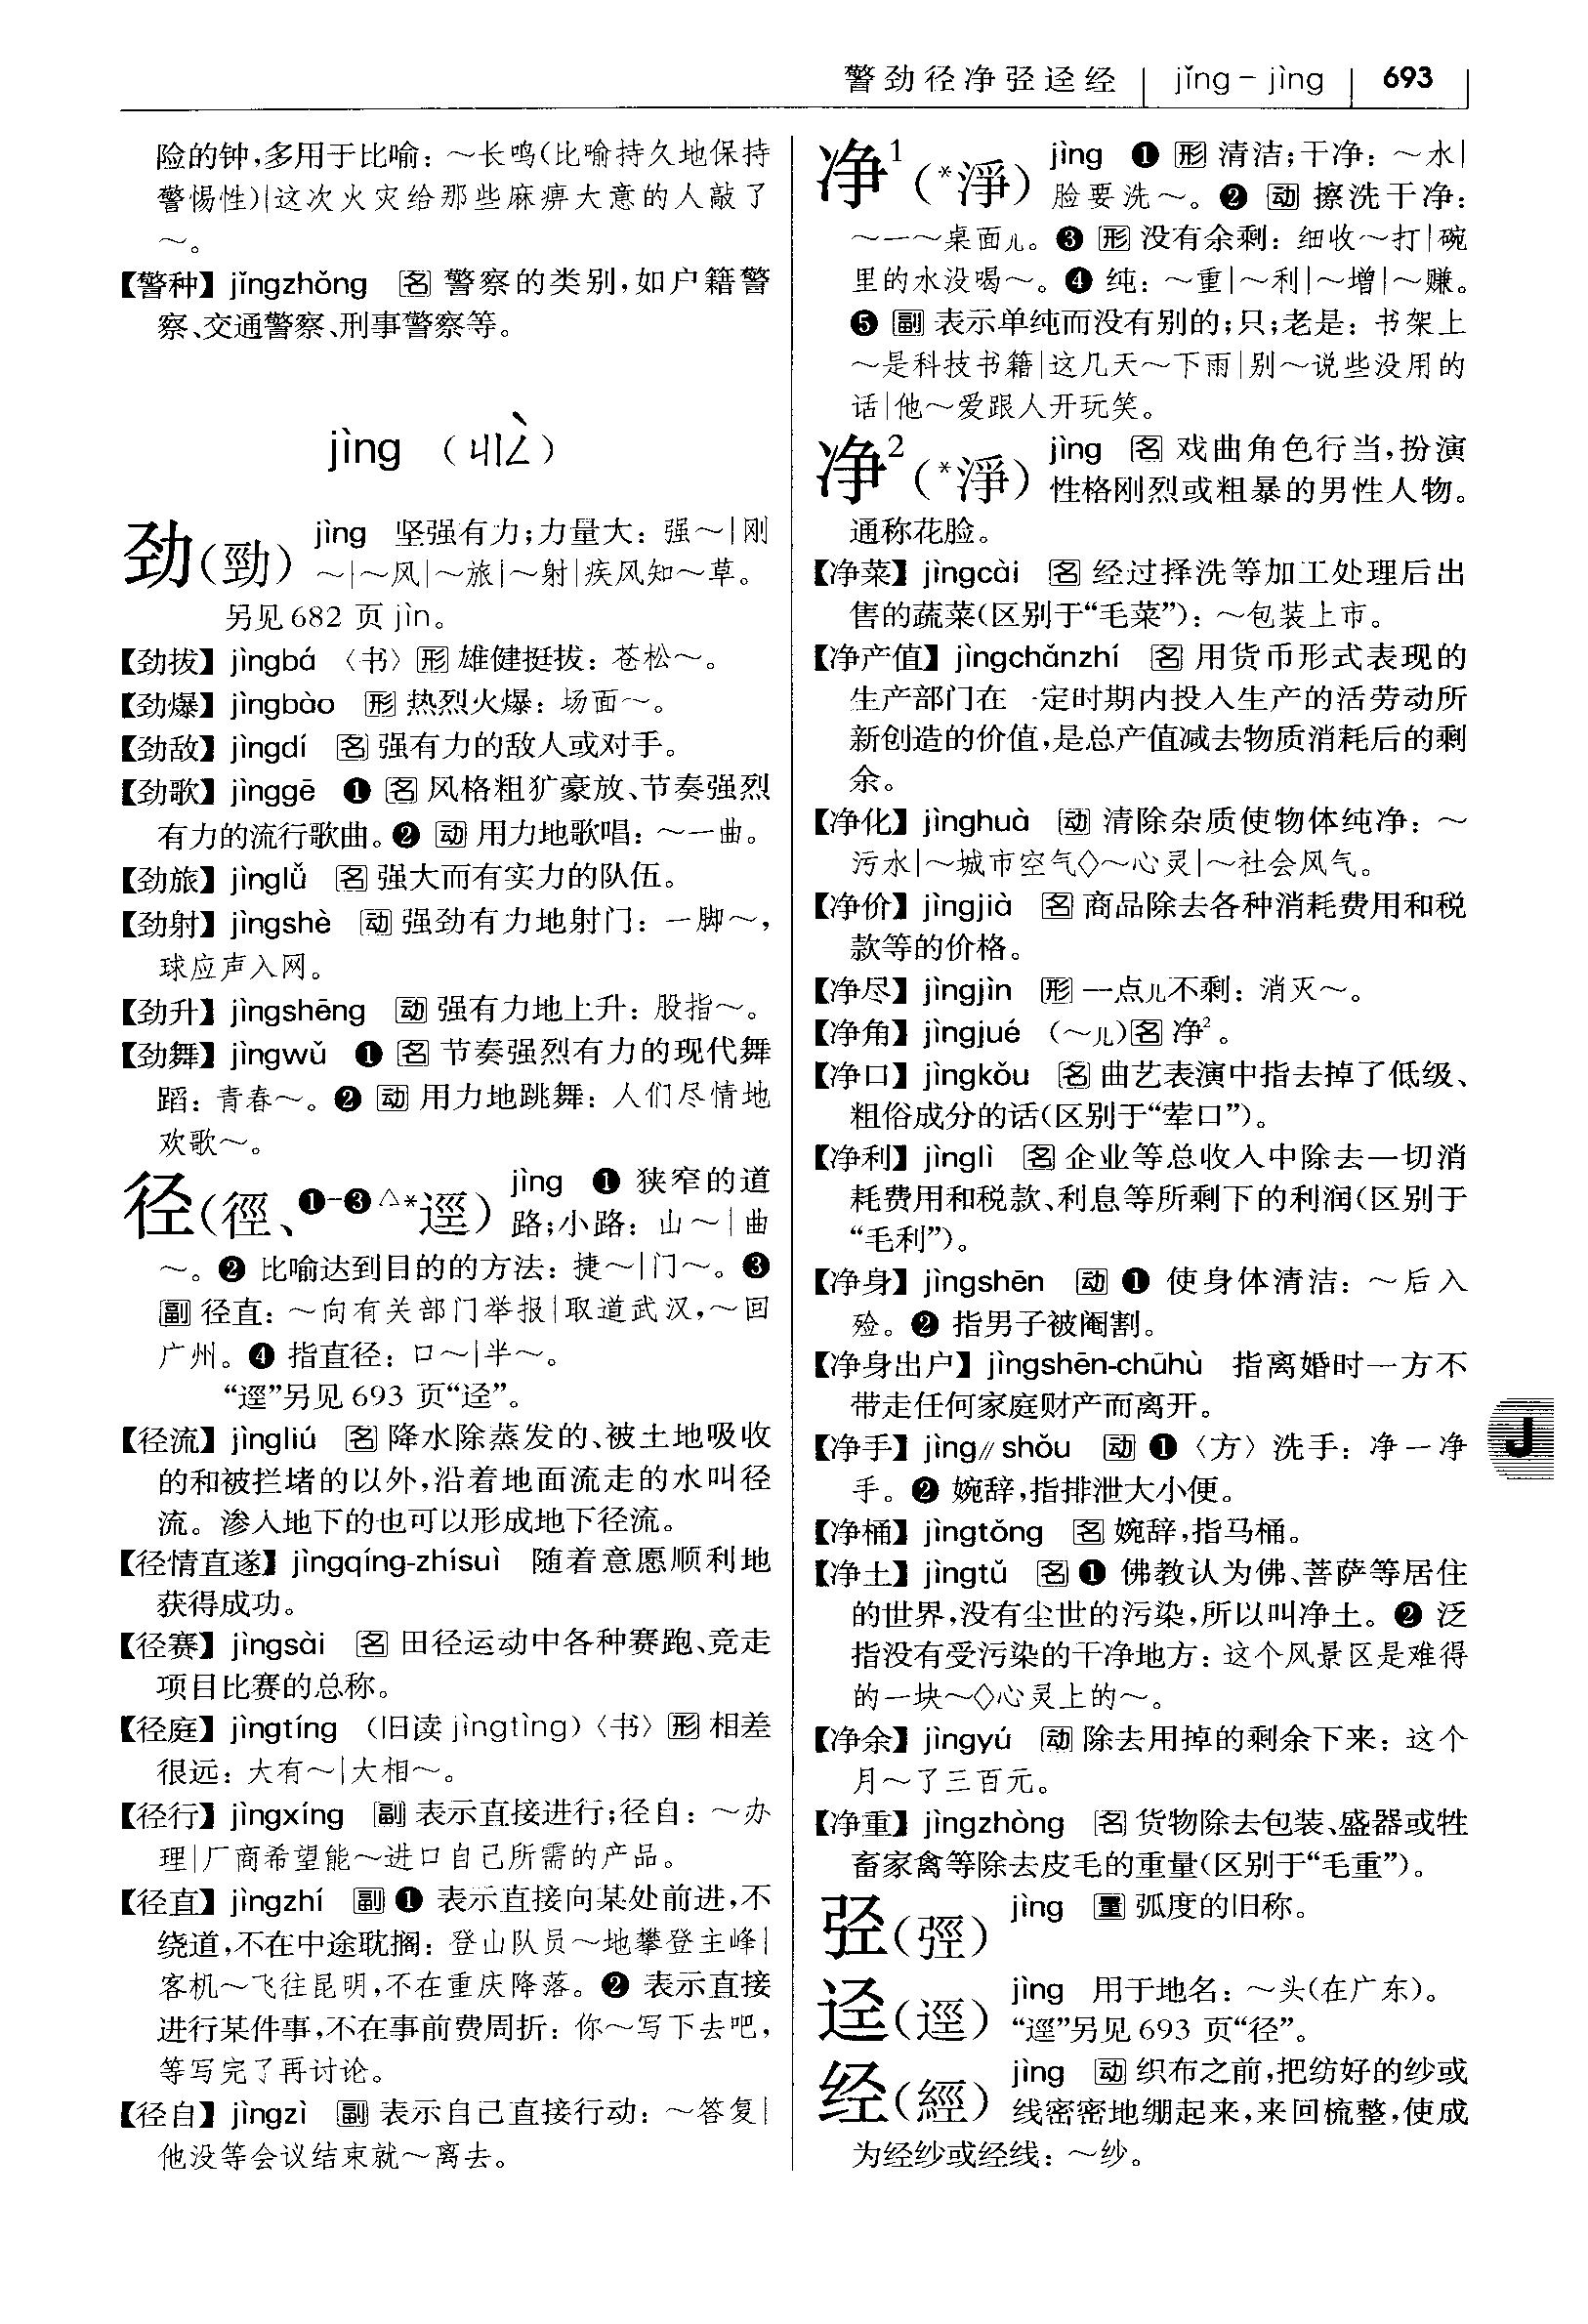 警劲径净弪迳经 | jǐng－jìng | 693
险的钟,多用于比喻：～长鸣(比喻持久地保持
警惕性)|这次火灾给那些麻痹大意的人敲了
～。
【警种】jǐngzhǒng 名 警察的类别,如户籍警
察、交通警察、刑事警察等。
jìng （ㄐㄧㄥˋ）
劲(勁) jìng 坚强有力;力量大：强～|刚
～|～风|～旅|～射|疾风知～草。
另见682 页 jìn。
【劲拔】jìngbá 〈书〉形 雄健挺拔：苍松～。
【劲爆】jìngbào 形 热烈火爆：场面～。
【劲敌】jìngdí 名 强有力的敌人或对手。
【劲歌】jìnggē ❶ 名 风格粗犷豪放、节奏强烈
有力的流行歌曲。❷ 动 用力地歌唱：～一曲。
【劲旅】jìnglǚ 名 强大而有实力的队伍。
【劲射】jìngshè 动 强劲有力地射门：一脚～，
球应声入网。
【劲升】jìngshēng 动 强有力地上升：股指～。
【劲舞】jìngwǔ ❶ 名 节奏强烈有力的现代舞
蹈：青春～。❷ 动 用力地跳舞：人们尽情地
欢歌～。
径(徑、❶-❸△*逕) jìng ❶ 狭窄的道
路;小路：山～|曲
～。❷ 比喻达到目的的方法：捷～|门～。❸
副 径直：～向有关部门举报|取道武汉,～回
广州。❹ 指直径：口～|半～。
“逕”另见693 页“迳”。
【径流】jìngliú 名 降水除蒸发的、被土地吸收
的和被拦堵的以外,沿着地面流走的水叫径
流。渗入地下的也可以形成地下径流。
【径情直遂】jìngqíng-zhísuì 随着意愿顺利地
获得成功。
【径赛】jìngsài 名 田径运动中各种赛跑、竞走
项目比赛的总称。
【径庭】jìngtíng （旧读 jìngtìng）〈书〉形 相差
很远：大有～|大相～。
【径行】jìngxíng 副 表示直接进行;径自：～办
理|厂商希望能～进口自己所需的产品。
【径直】jìngzhí 副 ❶ 表示直接向某处前进,不
绕道,不在中途耽搁：登山队员～地攀登主峰|
客机～飞往昆明,不在重庆降落。❷ 表示直接
进行某件事,不在事前费周折：你～写下去吧，
等写完了再讨论。
【径自】jìngzì 副 表示自己直接行动：～答复|
他没等会议结束就～离去。
净¹(*淨) jìng ❶ 形 清洁;干净：～水|
脸要洗～。❷ 动 擦洗干净：
～一～桌面儿。❸ 形 没有余剩：细收～打|碗
里的水没喝～。❹ 纯：～重|～利|～增|～赚。
❺ 副 表示单纯而没有别的;只;老是：书架上
～是科技书籍|这几天～下雨|别～说些没用的
话|他～爱跟人开玩笑。
净²(*淨) jìng 名 戏曲角色行当,扮演
性格刚烈或粗暴的男性人物。
通称花脸。
【净菜】jìngcài 名 经过择洗等加工处理后出
售的蔬菜(区别于“毛菜”)：～包装上市。
【净产值】jìngchǎnzhí 名 用货币形式表现的
生产部门在一定时期内投入生产的活劳动所
新创造的价值,是总产值减去物质消耗后的剩
余。
【净化】jìnghuà 动 清除杂质使物体纯净：～
污水|～城市空气◇～心灵|～社会风气。
【净价】jìngjià 名 商品除去各种消耗费用和税
款等的价格。
【净尽】jìngjìn 形 一点儿不剩：消灭～。
【净角】jìngjué （～儿)名 净²。
【净口】jìngkǒu 名 曲艺表演中指去掉了低级、
粗俗成分的话(区别于“荤口”)。
【净利】jìnglì 名 企业等总收入中除去一切消
耗费用和税款、利息等所剩下的利润(区别于
“毛利”)。
【净身】jìngshēn 动 ❶ 使身体清洁：～后入
殓。❷ 指男子被阉割。
【净身出户】jìngshēn-chūhù 指离婚时一方不
带走任何家庭财产而离开。
【净手】jìng∥shǒu 动 ❶〈方〉洗手：净一净
手。❷ 婉辞,指排泄大小便。
【净桶】jìngtǒng 名 婉辞,指马桶。
【净土】jìngtǔ 名 ❶ 佛教认为佛、菩萨等居住
的世界,没有尘世的污染,所以叫净土。❷ 泛
指没有受污染的干净地方：这个风景区是难得
的一块～◇心灵上的～。
【净余】jìngyú 动 除去用掉的剩余下来：这个
月～了三百元。
【净重】jìngzhòng 名 货物除去包装、盛器或牲
畜家禽等除去皮毛的重量(区别于“毛重”)。
弪(弳) jìng 量 弧度的旧称。
迳(逕) jìng 用于地名：～头(在广东)。
“逕”另见693 页“径”。
经(經) jìng 动 织布之前,把纺好的纱或
线密密地绷起来,来回梳整,使成
为经纱或经线：～纱。
J